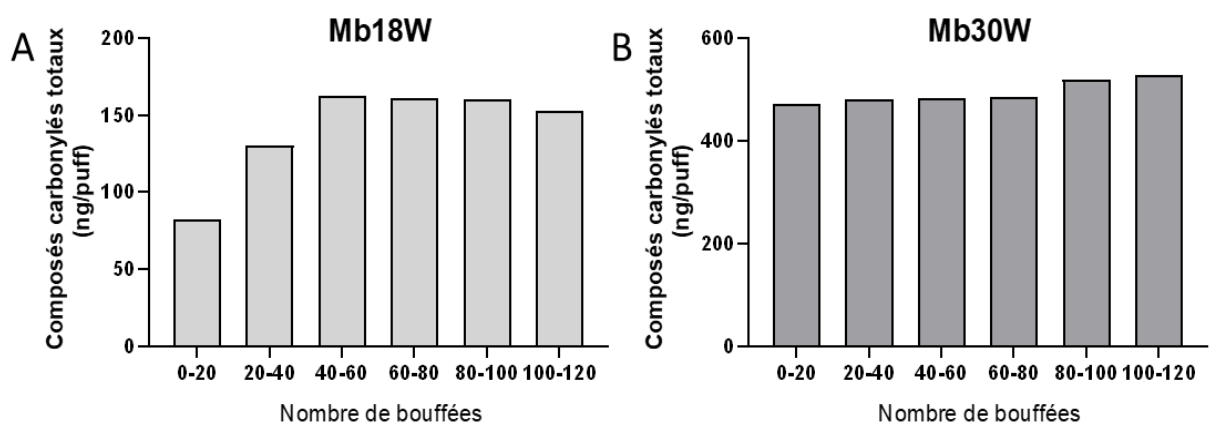 A
Mb18W
Composés carbonylés totaux
(ng/puff)
200
150
100
50
0
0-20 20-40 40-60 60-80 80-100 100-120
Nombre de bouffées
B
Mb30W
Composés carbonylés totaux
(ng/puff)
600
400
200
0
0-20 20-40 40-60 60-80 80-100 100-120
Nombre de bouffées